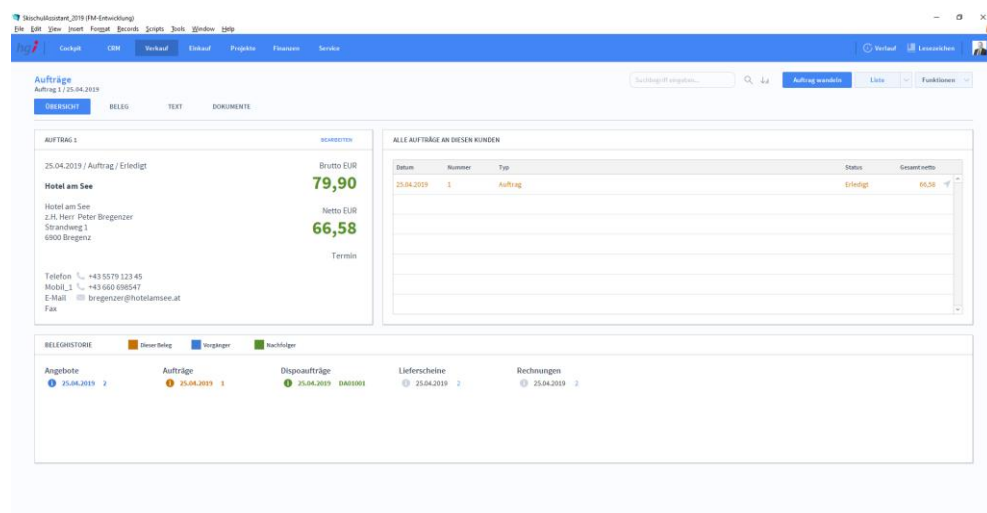 SkischulAssistant_2019 (FM-Entwicklung)
File Edit View Insert Format Records Scripts Tools Window Help
hgi Cockpit CRM Verkauf Einkauf Projekte Finanzen Service Verlauf Lesezeichen
Aufträge
Auftrag 1 / 25.04.2019
Suchbegriff eingeben... Auftrag wandeln Liste Funktionen
ÜBERSICHT BELEG TEXT DOKUMENTE
AUFTRAG 1 BEARBEITEN
25.04.2019 / Auftrag / Erledigt Brutto EUR
79,90
Hotel am See
Hotel am See Netto EUR
z.H. Herr Peter Bregenzer
Strandweg 1 66,58
6900 Bregenz
Termin
Telefon +43 5579 123 45
Mobil_1 +43 660 698547
E-Mail bregenzer@hotelamsee.at
Fax
ALLE AUFTRÄGE AN DIESEN KUNDEN
Datum Nummer Typ Status Gesamt netto
25.04.2019 1 Auftrag Erledigt 66,58
BELEGHISTORIE Dieser Beleg Vorgänger Nachfolger
Angebote Aufträge Dispoaufträge Lieferscheine Rechnungen
25.04.2019 2 25.04.2019 1 25.04.2019 DA01001 25.04.2019 2 25.04.2019 2